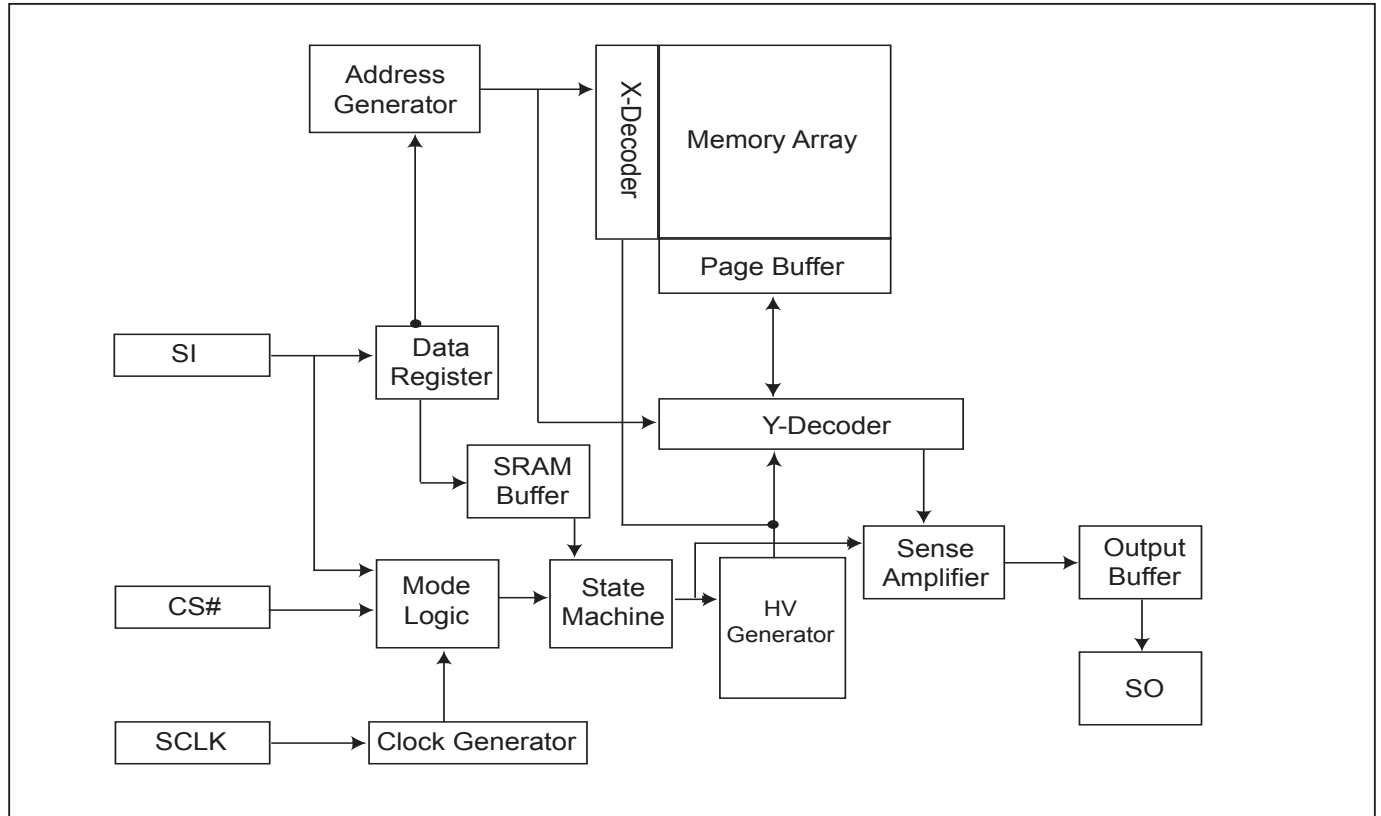 Address
Generator
X-Decoder
Memory Array
Page Buffer
SI
Data
Register
Y-Decoder
SRAM
Buffer
Sense
Amplifier
Output
Buffer
CS#
Mode
Logic
State
Machine
HV
Generator
SO
SCLK
Clock Generator